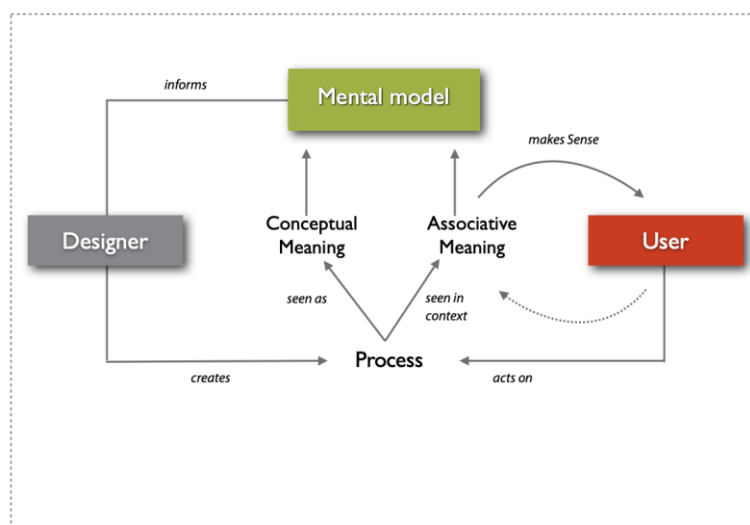 informs
Mental model
makes Sense
Designer
Conceptual
Meaning
Associative
Meaning
User
seen as
seen in
context
Process
creates
acts on